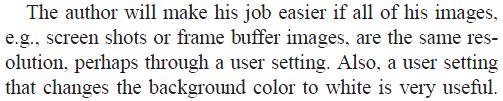 The author will make his job easier if all of his images,
e.g., screen shots or frame buffer images, are the same res-
olution, perhaps through a user setting. Also, a user setting
that changes the background color to white is very useful.